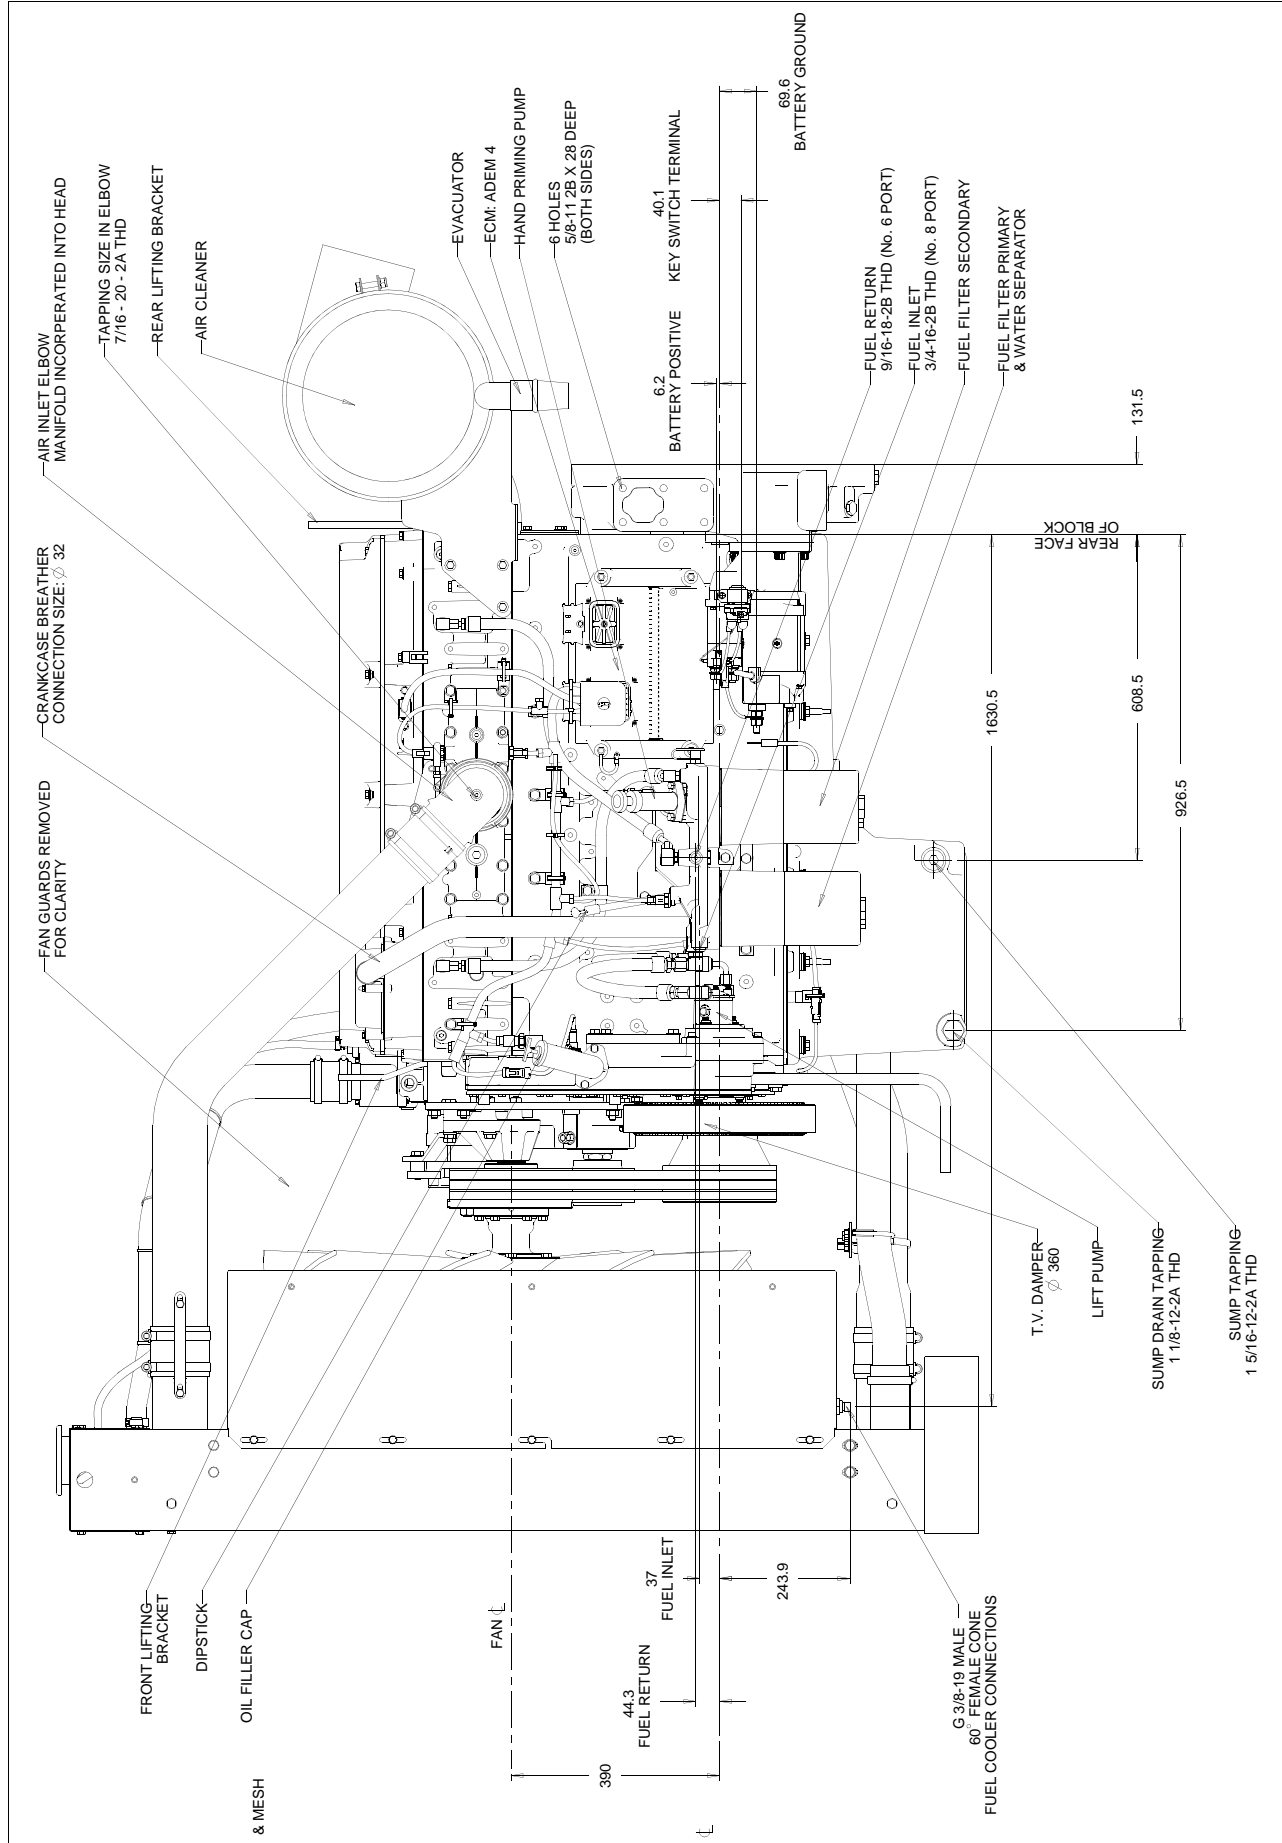 FAN GUARDS REMOVED
FOR CLARITY
CRANKCASE BREATHER
CONNECTION SIZE: ∅ 32
AIR INLET ELBOW
MANIFOLD INCORPERATED INTO HEAD
TAPPING SIZE IN ELBOW
7/16 - 20 - 2A THD
REAR LIFTING BRACKET
AIR CLEANER
EVACUATOR
ECM: ADEM 4
HAND PRIMING PUMP
6 HOLES
5/8-11 2B X 28 DEEP
(BOTH SIDES)
6.2
BATTERY POSITIVE
40.1
KEY SWITCH TERMINAL
69.6
BATTERY GROUND
FUEL RETURN
9/16-18-2B THD (No. 6 PORT)
FUEL INLET
3/4-16-2B THD (No. 8 PORT)
FUEL FILTER SECONDARY
FUEL FILTER PRIMARY
& WATER SEPARATOR
131.5
REAR FACE
OF BLOCK
1630.5
608.5
926.5
FRONT LIFTING
BRACKET
DIPSTICK
OIL FILLER CAP
& MESH
FAN ℄
390
44.3
FUEL RETURN
37
FUEL INLET
243.9
℄
G 3/8-19 MALE
60° FEMALE CONE
FUEL COOLER CONNECTIONS
T.V. DAMPER
∅ 360
LIFT PUMP
SUMP DRAIN TAPPING
1 1/8-12-2A THD
SUMP TAPPING
1 5/16-12-2A THD